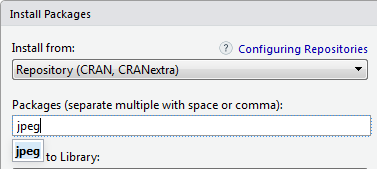 Install Packages
Install from:
? Configuring Repositories
Repository (CRAN, CRANextra)
Packages (separate multiple with space or comma):
jpeg
jpeg to Library: